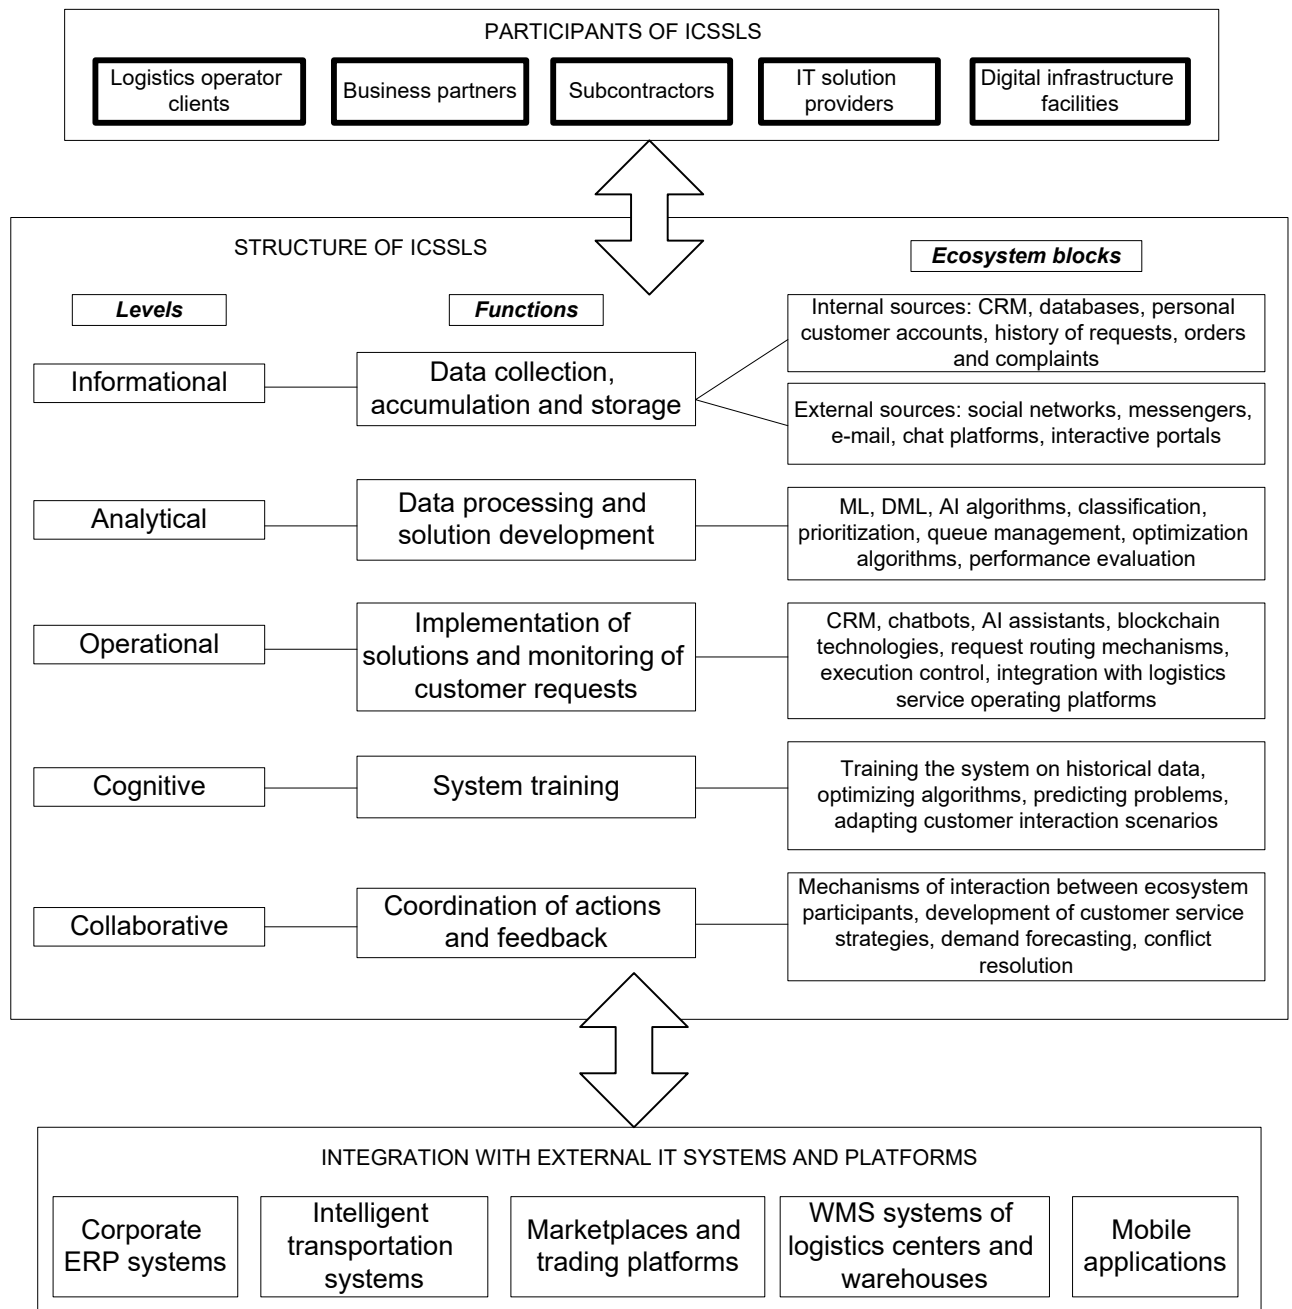 PARTICIPANTS OF ICSSLS
Logistics operator
clients
Business partners
Subcontractors
IT solution
providers
Digital infrastructure
facilities
STRUCTURE OF ICSSLS
Levels
Functions
Ecosystem blocks
Informational
Data collection,
accumulation and storage
Internal sources: CRM, databases, personal
customer accounts, history of requests, orders
and complaints
External sources: social networks, messengers,
e-mail, chat platforms, interactive portals
Analytical
Data processing and
solution development
ML, DML, AI algorithms, classification,
prioritization, queue management, optimization
algorithms, performance evaluation
Operational
Implementation of
solutions and monitoring of
customer requests
CRM, chatbots, AI assistants, blockchain
technologies, request routing mechanisms,
execution control, integration with logistics
service operating platforms
Cognitive
System training
Training the system on historical data,
optimizing algorithms, predicting problems,
adapting customer interaction scenarios
Collaborative
Coordination of actions
and feedback
Mechanisms of interaction between ecosystem
participants, development of customer service
strategies, demand forecasting, conflict
resolution
INTEGRATION WITH EXTERNAL IT SYSTEMS AND PLATFORMS
Corporate
ERP systems
Intelligent
transportation
systems
Marketplaces and
trading platforms
WMS systems of
logistics centers and
warehouses
Mobile
applications